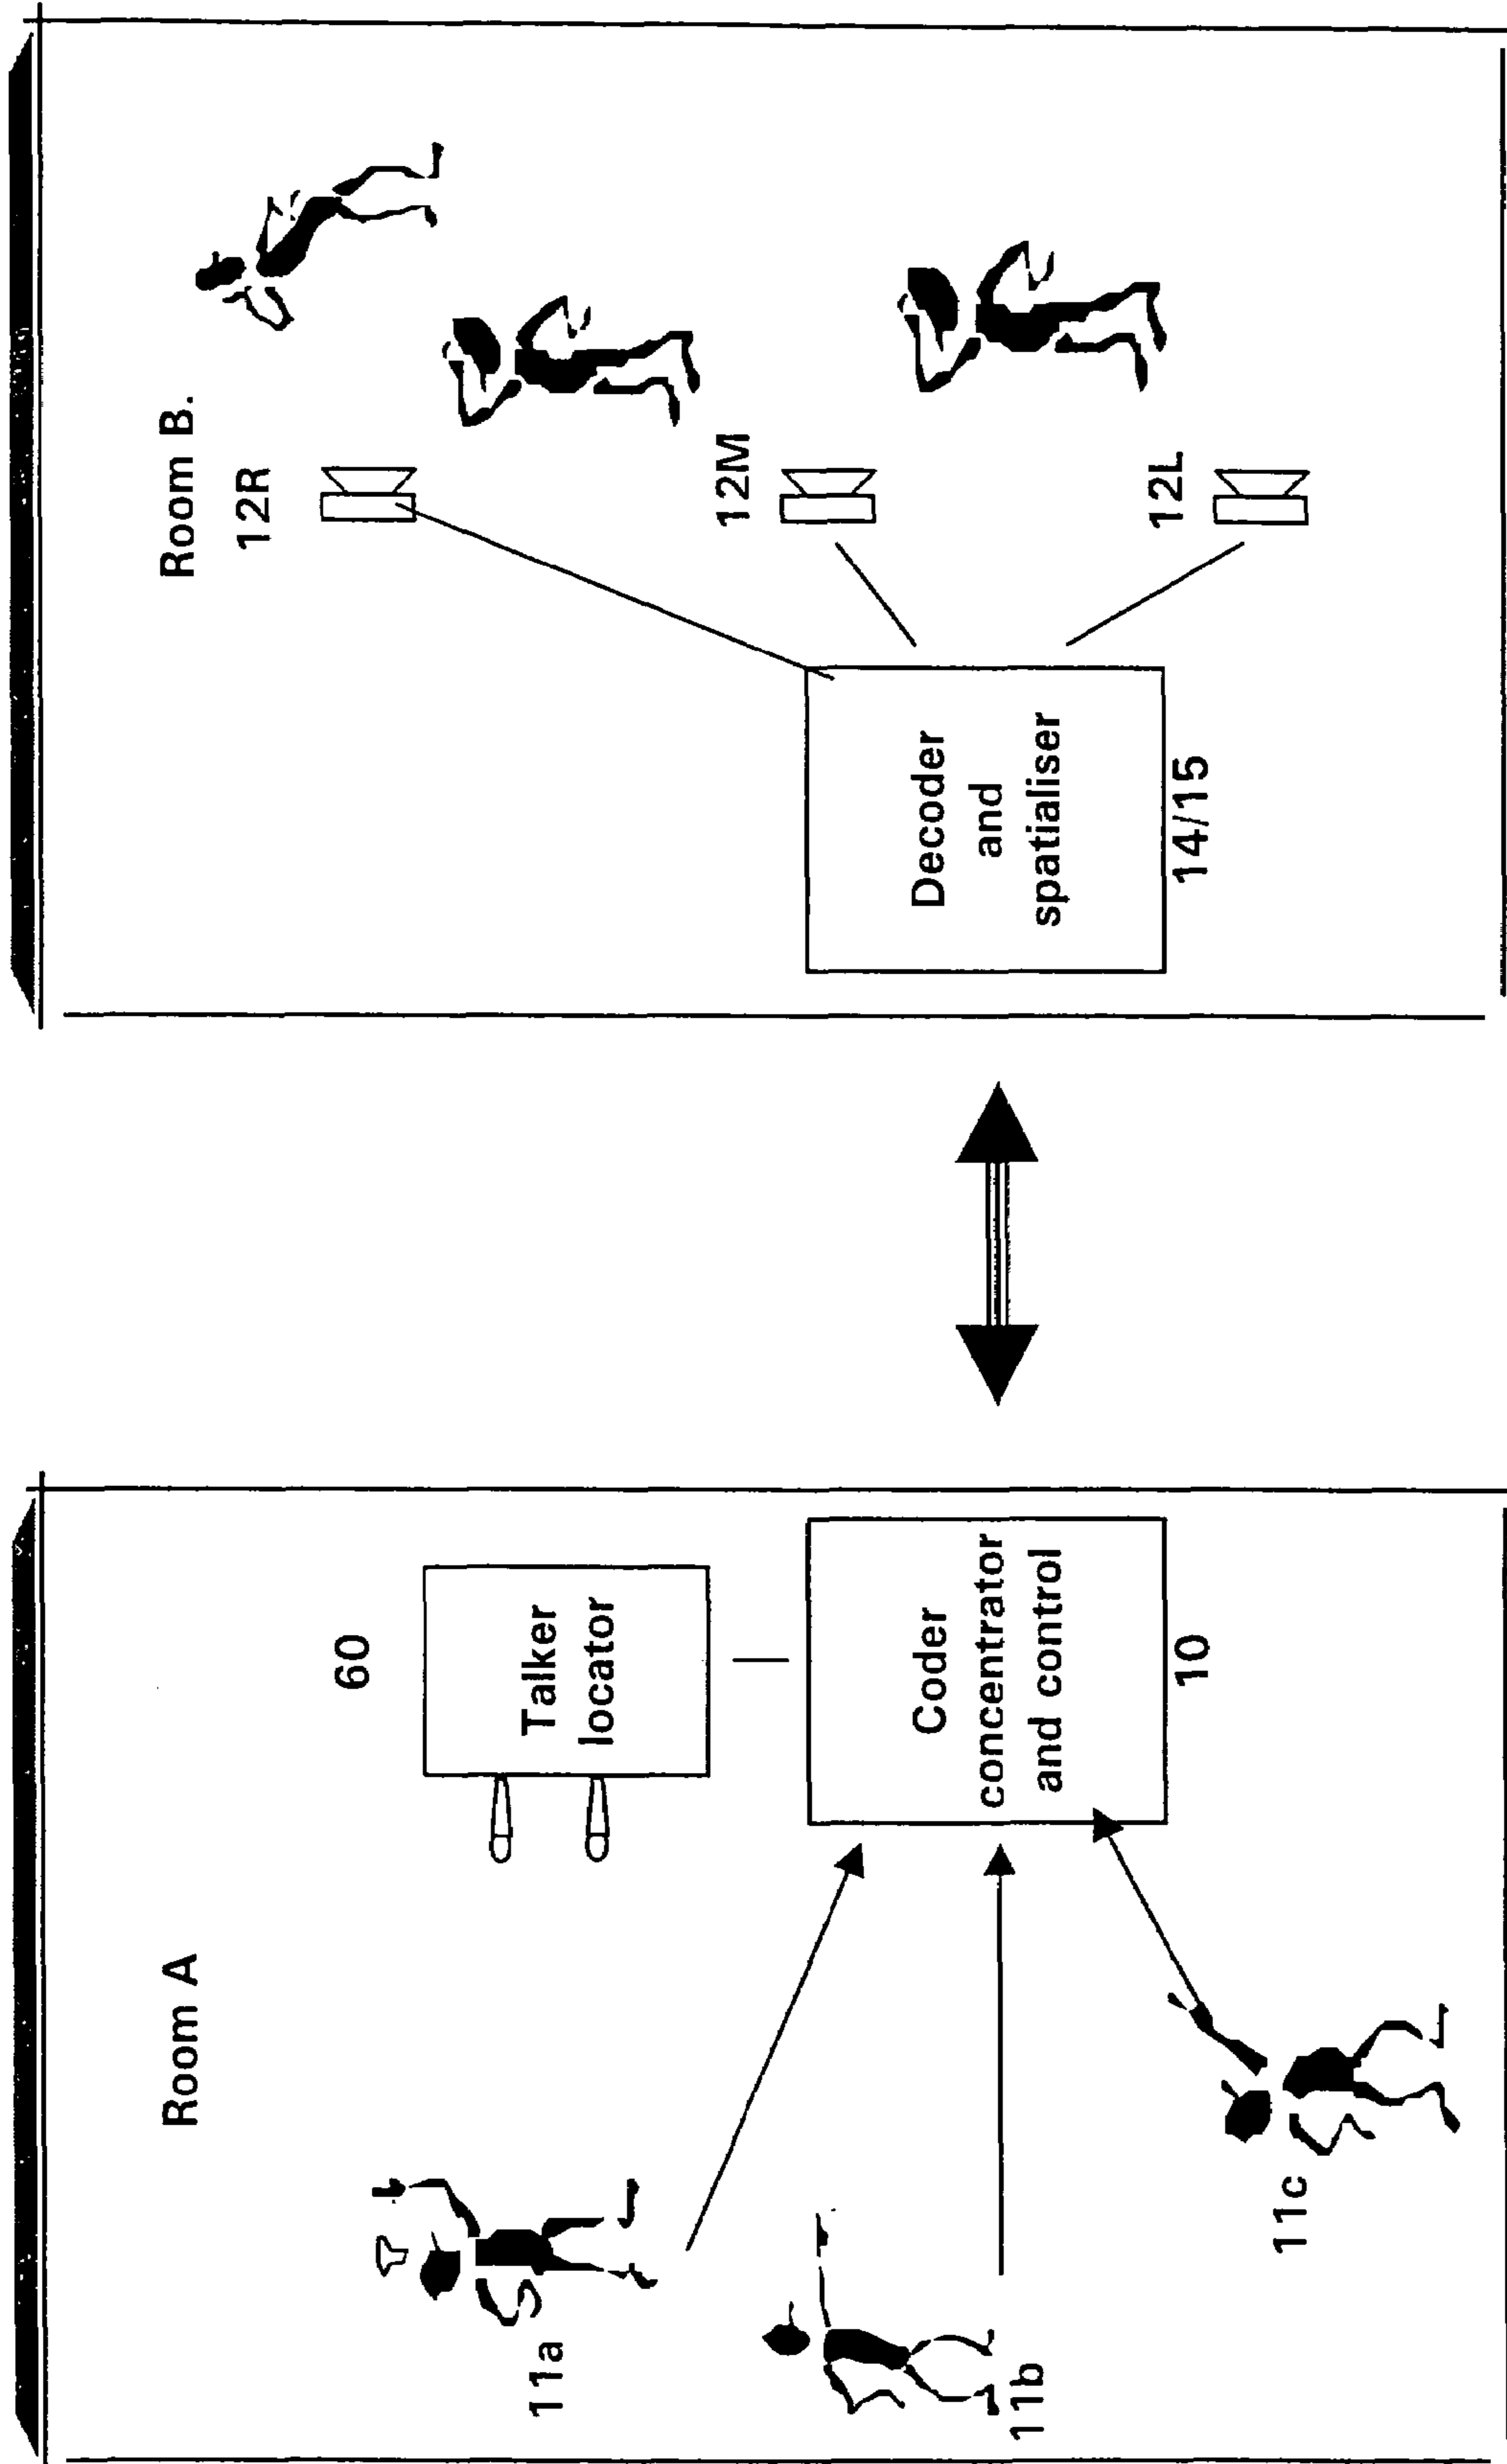 Room A
60
Talker
locator
Coder
concentrator
and control
10
11a
11b
11c
Room B.
12R
12M
12L
Decoder
and
spatialiser
14/15